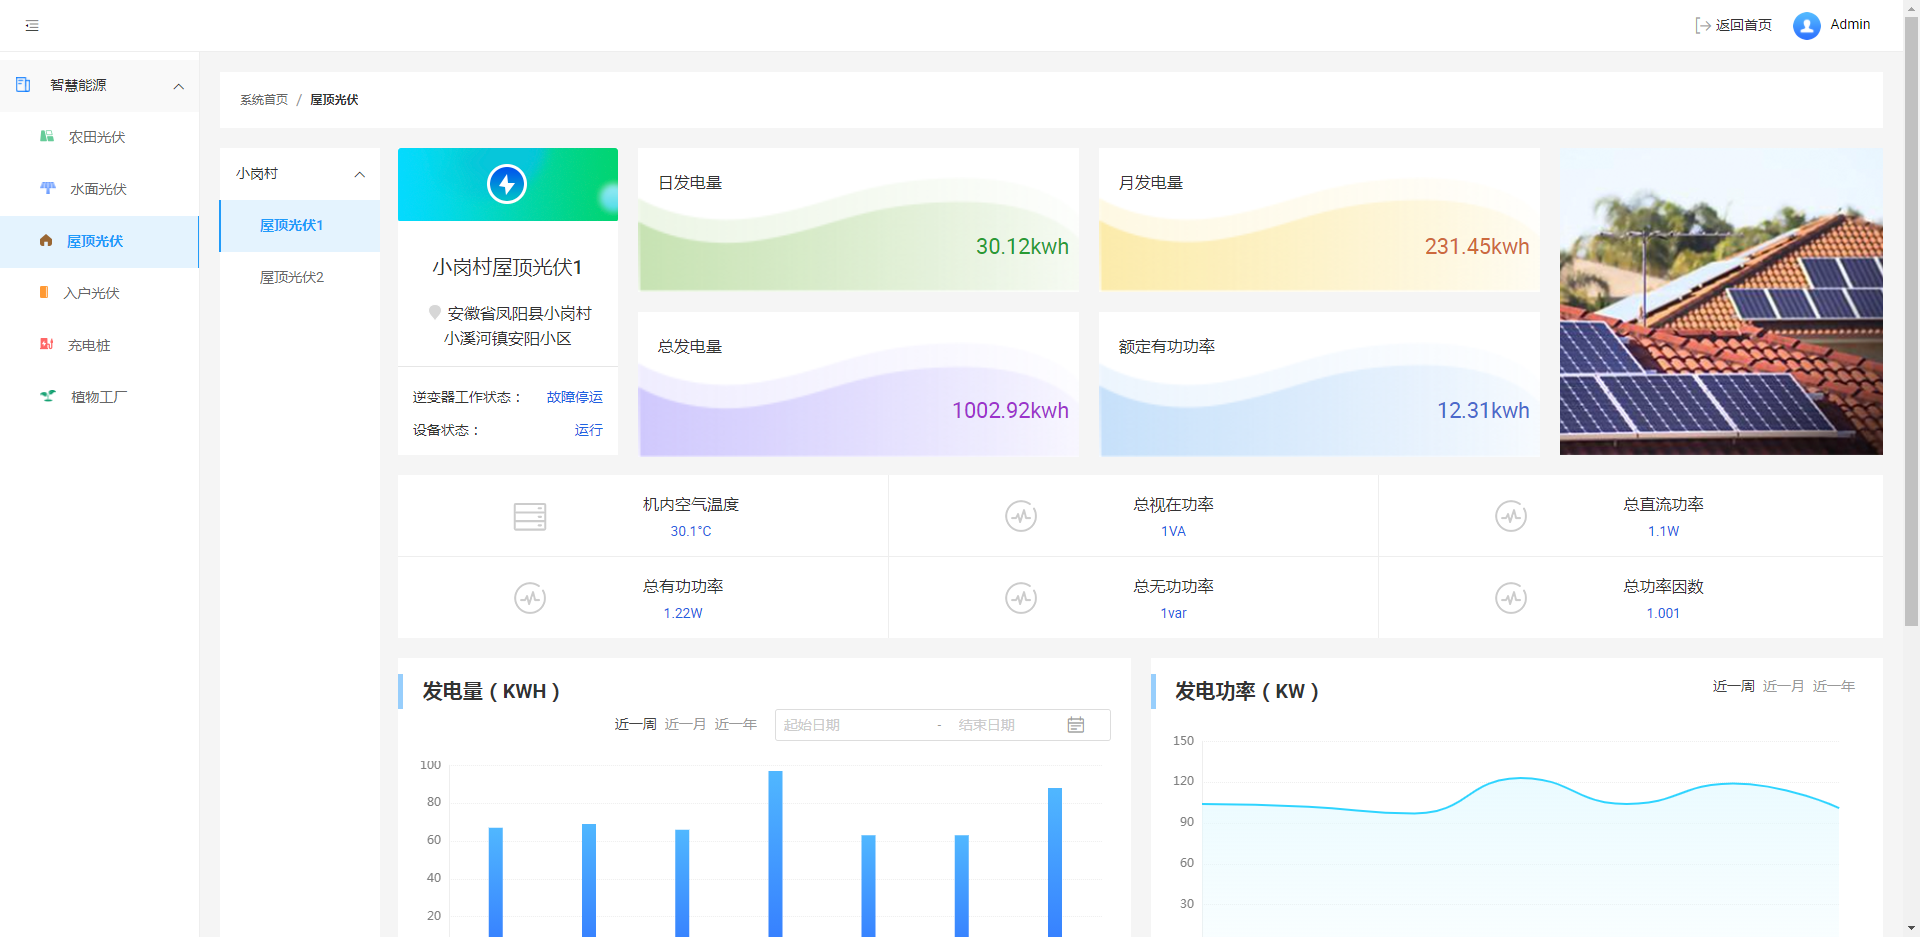 返回首页
Admin
智慧能源
农田光伏
水面光伏
屋顶光伏
入户光伏
充电桩
植物工厂
系统首页 / 屋顶光伏
小岗村
屋顶光伏1
屋顶光伏2
小岗村屋顶光伏1
安徽省凤阳县小岗村
小溪河镇安阳小区
逆变器工作状态： 故障停运
设备状态： 运行
日发电量
30.12kwh
月发电量
231.45kwh
总发电量
1002.92kwh
额定有功功率
12.31kwh
机内空气温度
30.1°C
总视在功率
1VA
总直流功率
1.1W
总有功功率
1.22W
总无功功率
1var
总功率因数
1.001
发电量（KWH）
近一周 近一月 近一年
起始日期 - 结束日期
100
80
60
40
20
发电功率（KW）
近一周 近一月 近一年
150
120
90
60
30